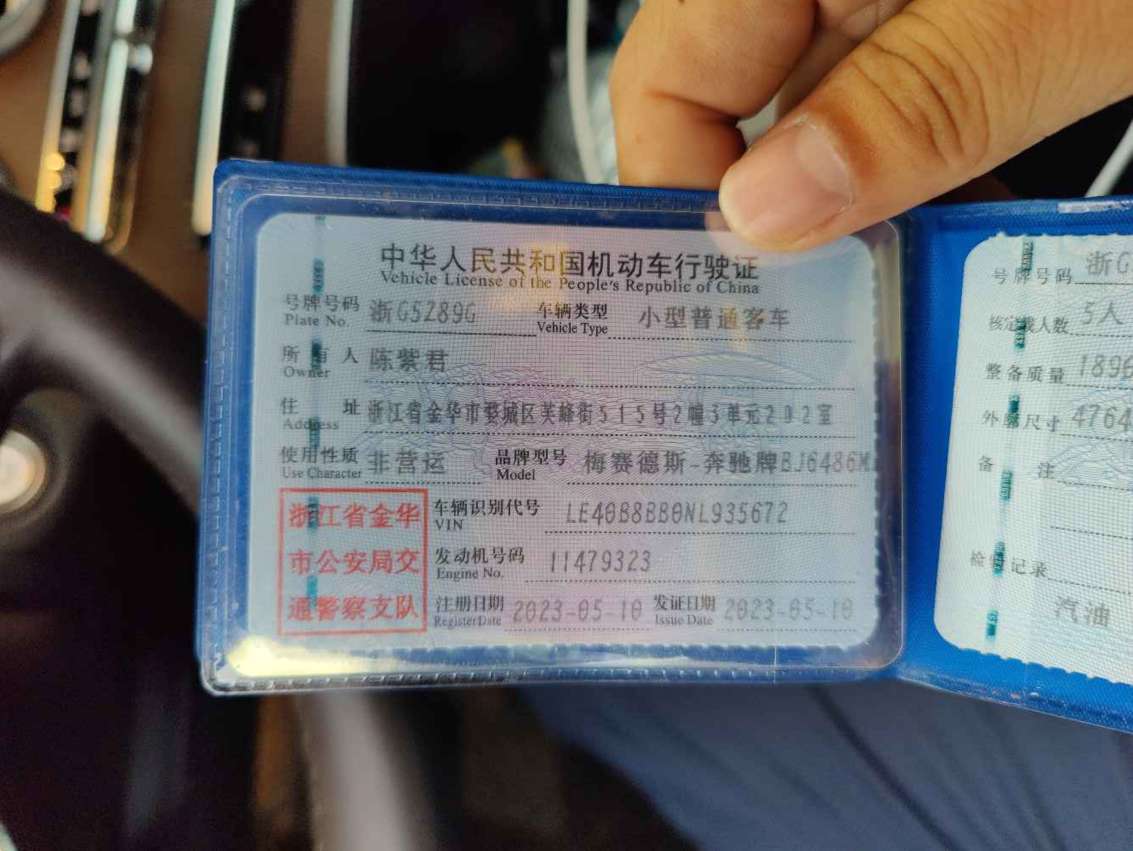 中华人民共和国机动车行驶证
Vehicle License of the People's Republic of China
号牌号码 浙G5Z89G 车辆类型 小型普通客车
Plate No. Vehicle Type
所有人 陈紫君
Owner
住址 浙江省金华市婺城区芙峰街515号2幢3单元202室
Address
使用性质 非营运 品牌型号 梅赛德斯-奔驰牌BJ6486M
Use Character Model
浙江省金华
市公安局交
通警察支队
车辆识别代号 LE40B8BB0NL935672
VIN
发动机号码 11479323
Engine No.
注册日期 2023-05-10 发证日期 2023-05-10
Register Date Issue Date
号牌号码 浙G
核定载人数 5人
整备质量 1896
外廓尺寸 4764
备注
检验记录
汽油